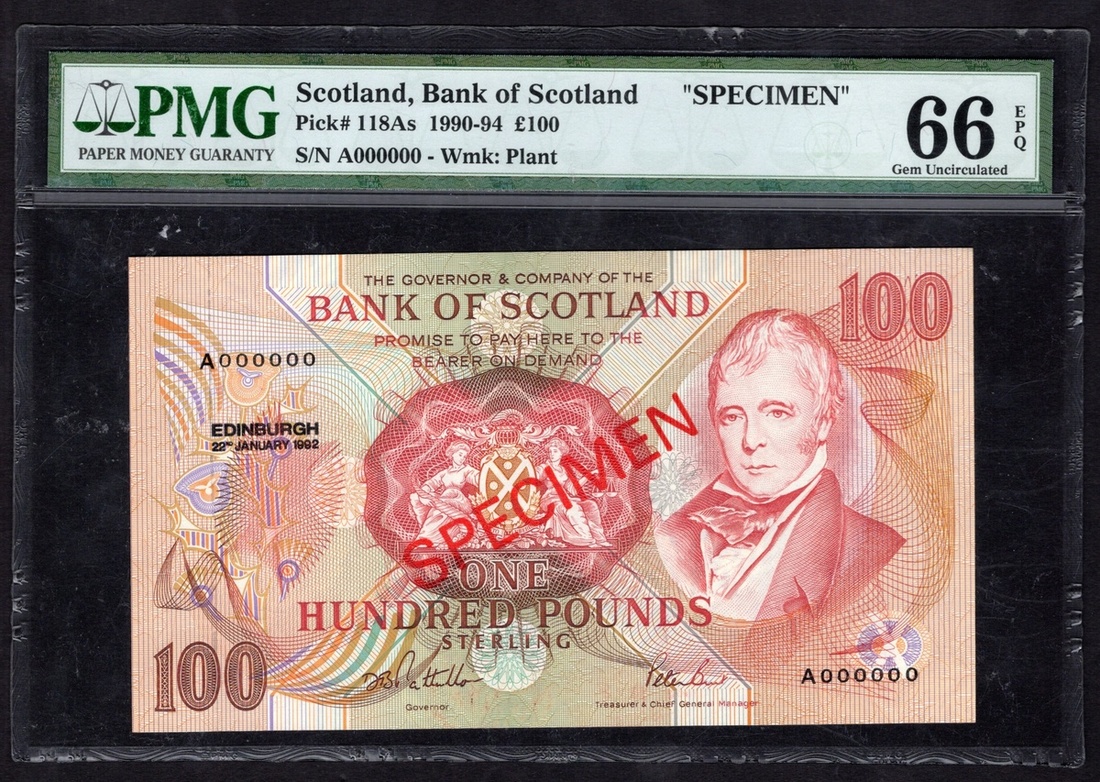 PMG
PAPER MONEY GUARANTY
Scotland, Bank of Scotland "SPECIMEN"
Pick# 118As 1990-94 £100
S/N A000000 - Wmk: Plant
66 EPQ
Gem Uncirculated
THE GOVERNOR & COMPANY OF THE
BANK OF SCOTLAND
PROMISE TO PAY HERE TO THE
BEARER ON DEMAND
100
A000000
EDINBURGH
22ND JANUARY 1992
SPECIMEN
ONE
HUNDRED POUNDS
STERLING
100
Governor
Treasurer & Chief General Manager
A000000